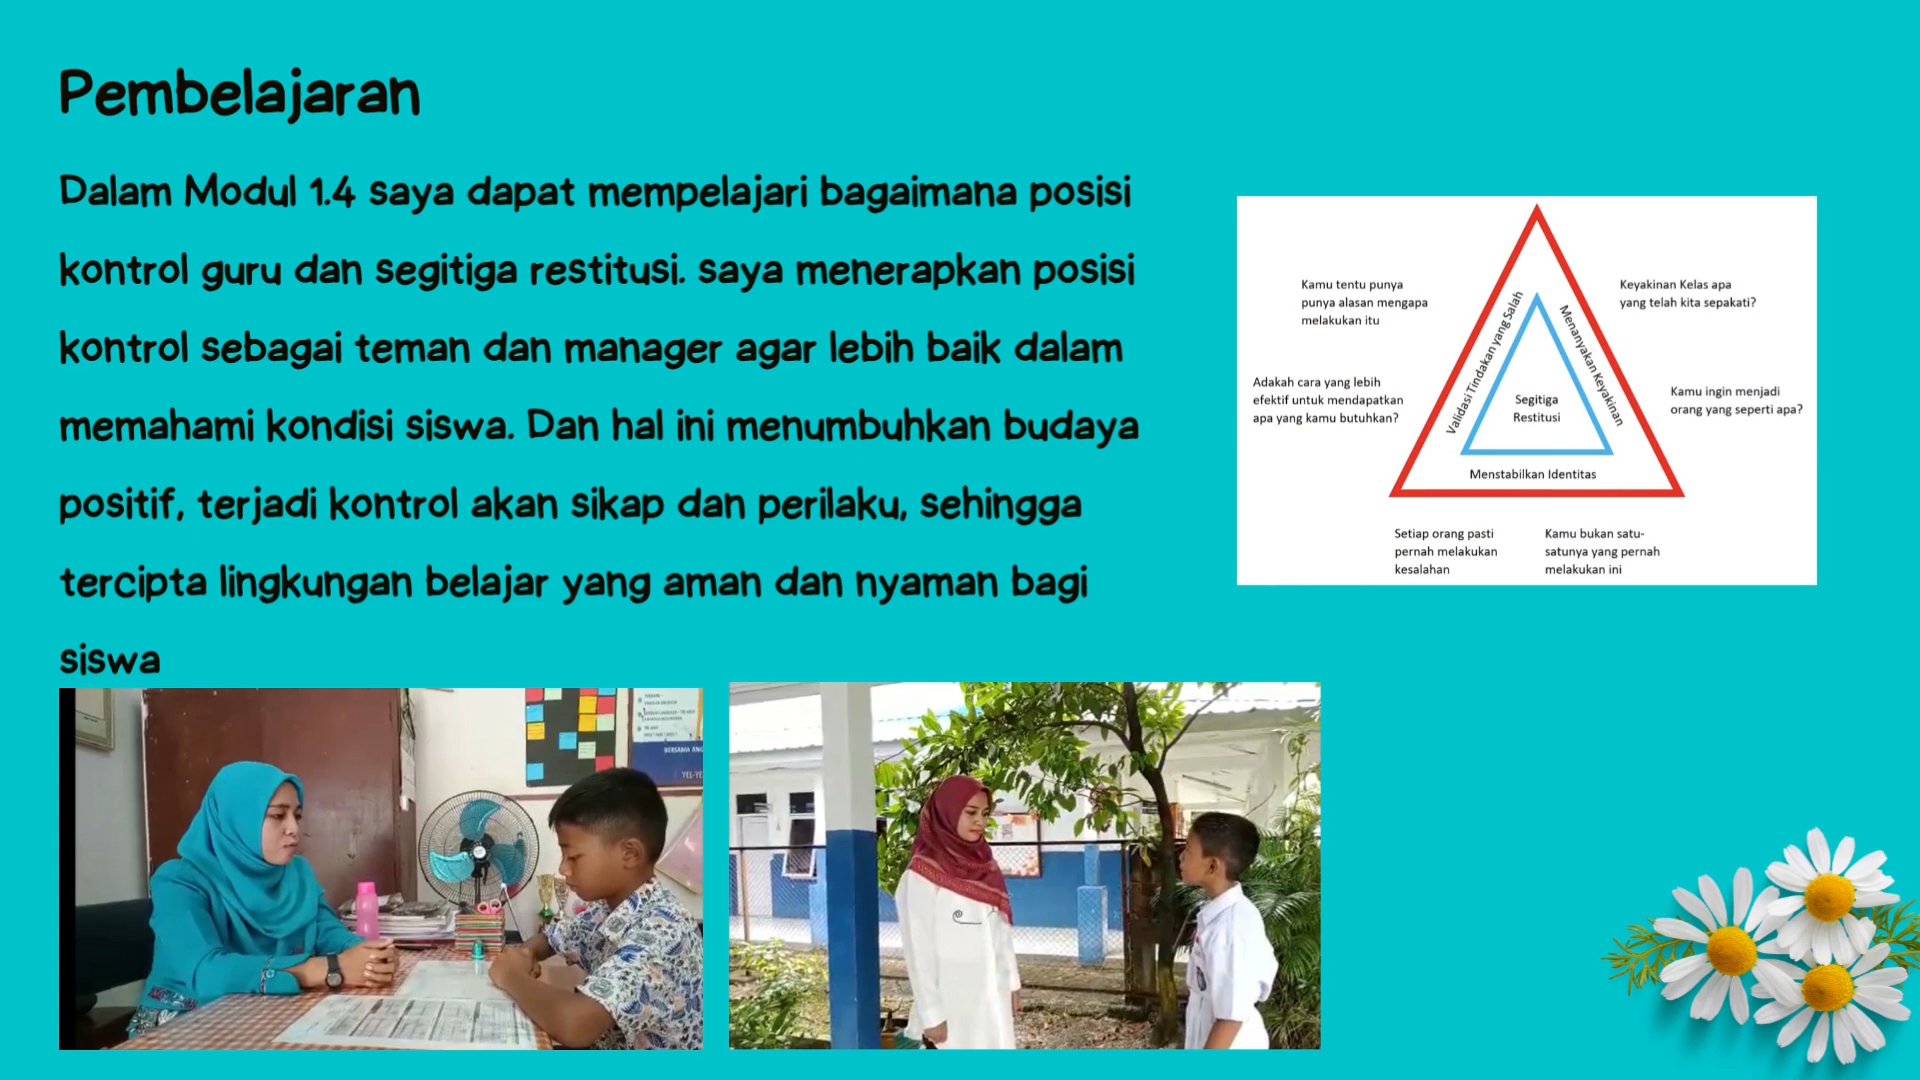 Pembelajaran
Dalam Modul 1.4 saya dapat mempelajari bagaimana posisi
kontrol guru dan segitiga restitusi. saya menerapkan posisi
kontrol sebagai teman dan manager agar lebih baik dalam
memahami kondisi siswa. Dan hal ini menumbuhkan budaya
positif, terjadi kontrol akan sikap dan perilaku, sehingga
tercipta lingkungan belajar yang aman dan nyaman bagi
siswa
Kamu tentu punya
punya alasan mengapa
melakukan itu
Keyakinan Kelas apa
yang telah kita sepakati?
Adakah cara yang lebih
efektif untuk mendapatkan
apa yang kamu butuhkan?
Validasi Tindakan yang Salah
Menanyakan Keyakinan
Segitiga
Restitusi
Kamu ingin menjadi
orang yang seperti apa?
Menstabilkan Identitas
Setiap orang pasti
pernah melakukan
kesalahan
Kamu bukan satu-
satunya yang pernah
melakukan ini
BERSAMA